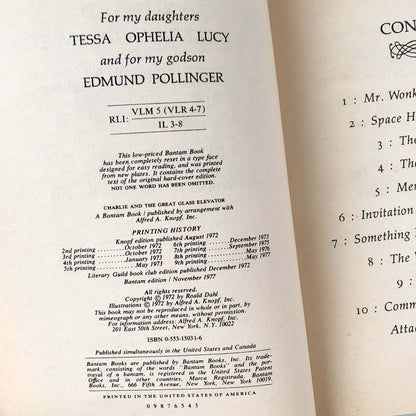 For my daughters
TESSA OPHELIA LUCY
and for my godson
EDMUND POLLINGER
RL1: VLM 5 (VLR 4-7)
IL 3-8
This low-priced Bantam Book
has been completely reset in a type face
designed for easy reading, and was printed
from new plates. It contains the complete
text of the original hard-cover edition.
NOT ONE WORD HAS BEEN OMITTED.
CHARLIE AND THE GREAT GLASS ELEVATOR
A Bantam Book / published by arrangement with
Alfred A. Knopf, Inc.
PRINTING HISTORY
Knopf edition published August 1972
2nd printing October 1972 6th printing December 1973
3rd printing October 1972 7th printing September 1975
4th printing January 1973 8th printing May 1976
5th printing May 1973 9th printing May 1977
Literary Guild book club edition published December 1972
Bantam edition / November 1977
All rights reserved.
Copyright © 1972 by Roald Dahl
Illustrations © 1972 by Alfred A. Knopf, Inc.
This book may not be reproduced in whole or in part, by
mimeograph or any other means, without permission.
For information address: Alfred A. Knopf, Inc.
201 East 50th Street, New York, N.Y. 10022
ISBN 0-553-15031-6
Published simultaneously in the United States and Canada
Bantam Books are published by Bantam Books, Inc. Its trade-
mark, consisting of the words "Bantam Books" and the por-
trayal of a bantam, is registered in the United States Patent
Office and in other countries. Marca Registrada. Bantam
Books, Inc., 666 Fifth Avenue, New York, New York 10019.
PRINTED IN THE UNITED STATES OF AMERICA
0 9 8 7 6 5 4 3
CON
1 : Mr. Wonk
2 : Space H
3 : The
4 : The
5 : Me
6 : Invitation
7 : Something
8 : The
9 :
10 : Comm
Attac